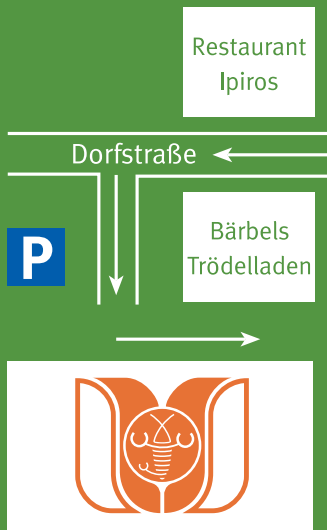 Restaurant
Ipiros
Dorfstraße
Bärbels
Trödelladen
P